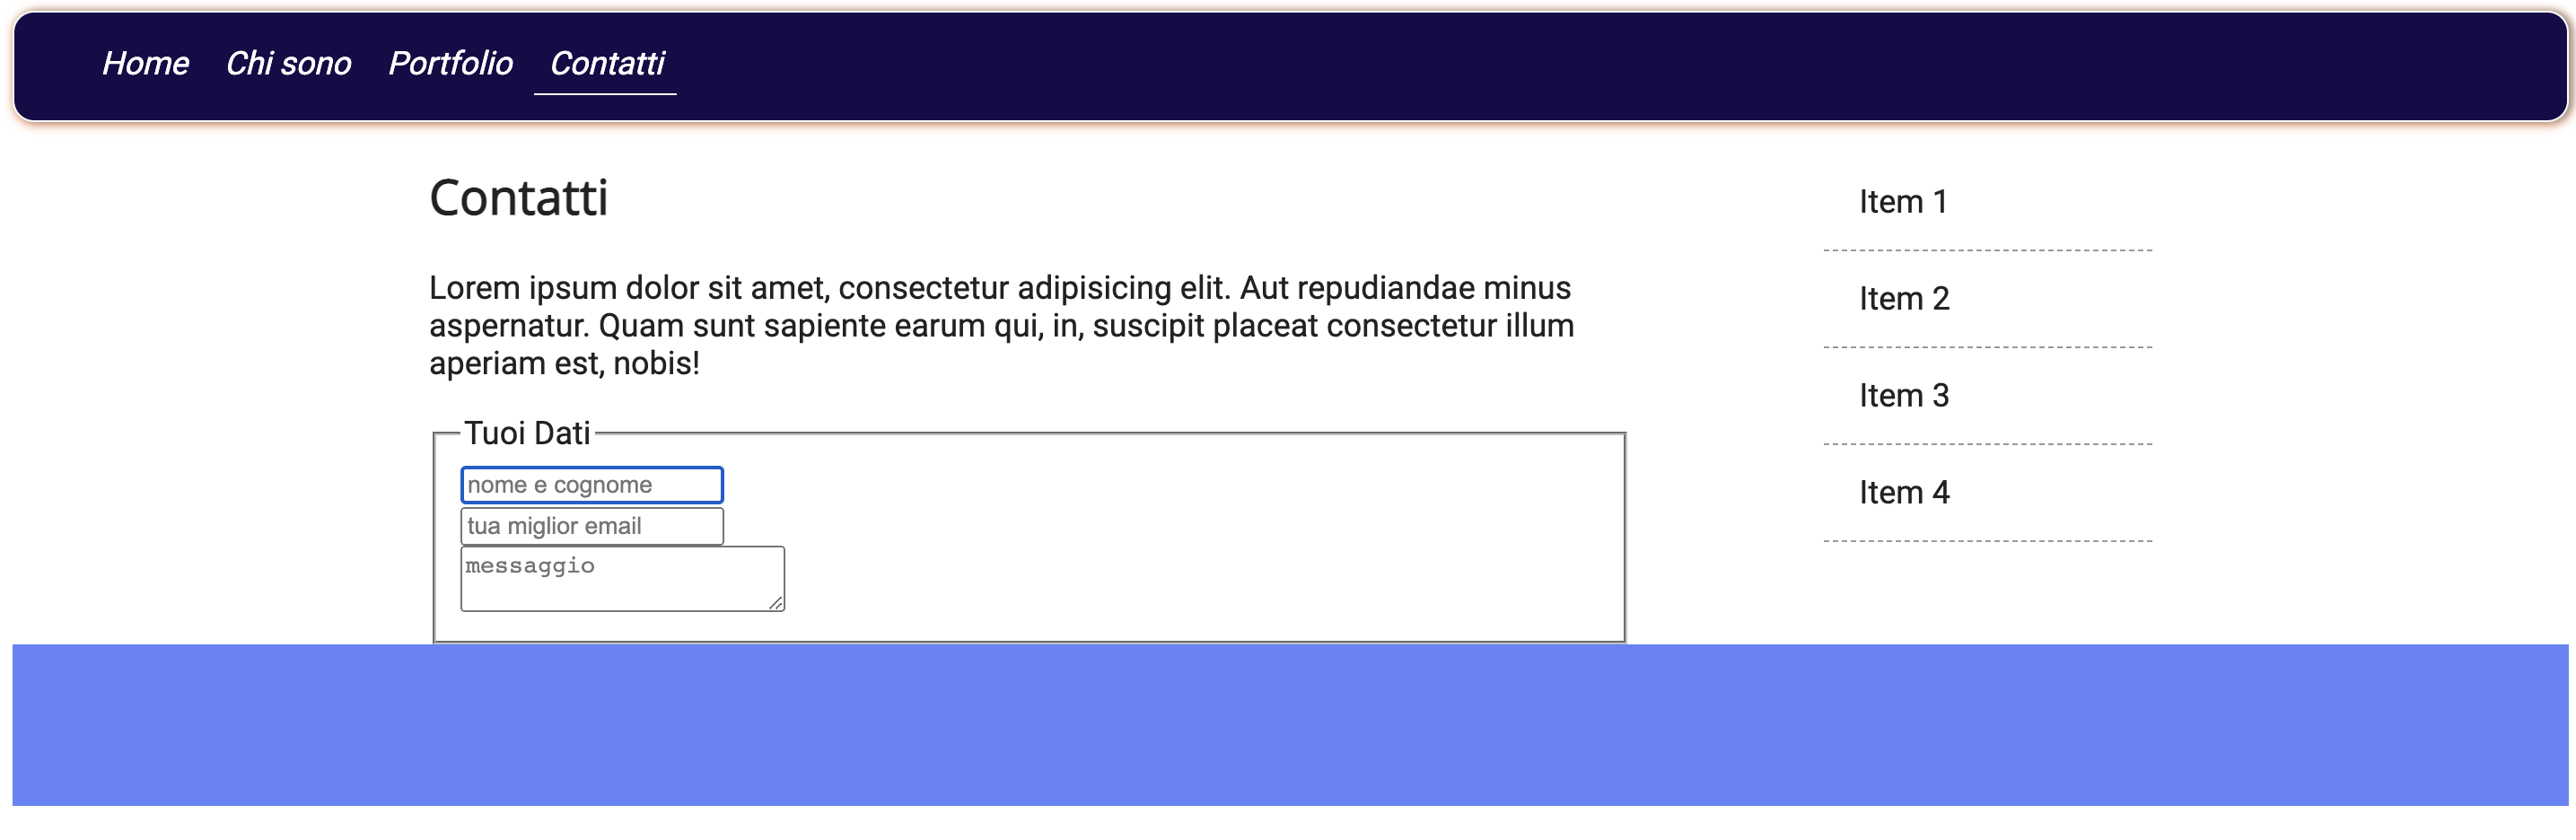 Home Chi sono Portfolio Contatti
Contatti
Lorem ipsum dolor sit amet, consectetur adipisicing elit. Aut repudiandae minus
aspernatur. Quam sunt sapiente earum qui, in, suscipit placeat consectetur illum
aperiam est, nobis!
Tuoi Dati
nome e cognome
tua miglior email
messaggio
Item 1
Item 2
Item 3
Item 4